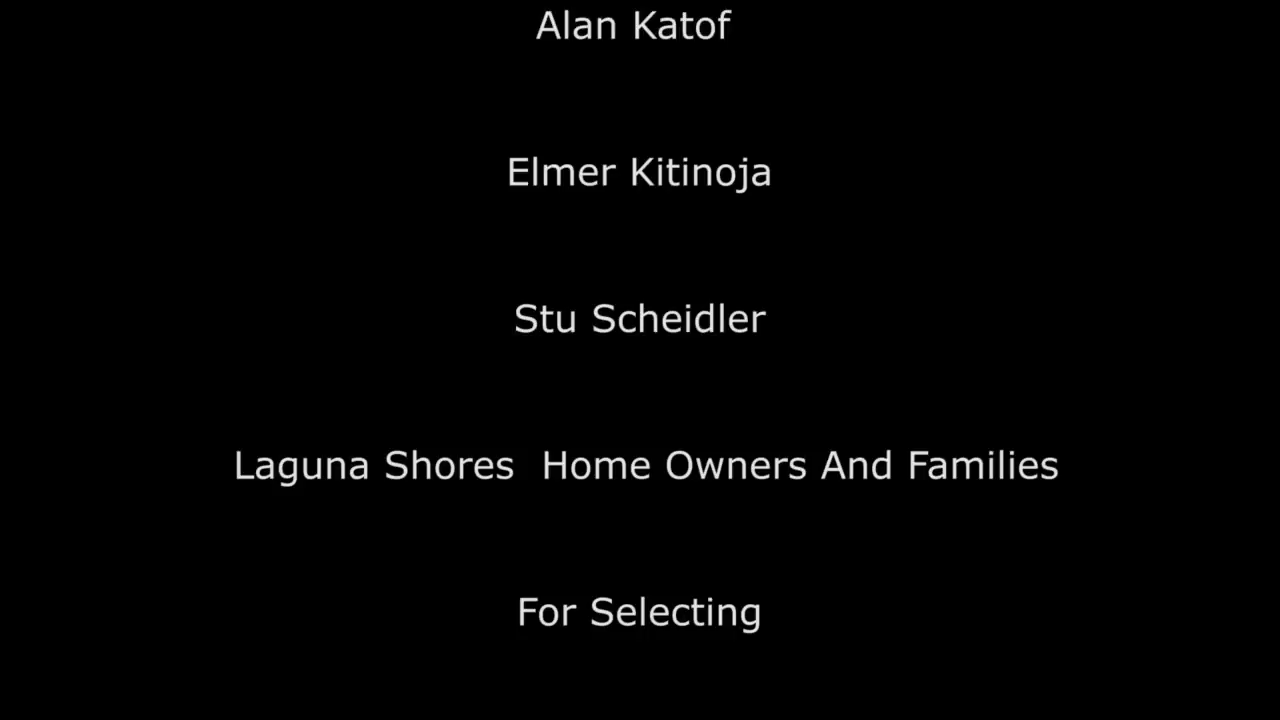 Alan Katof
Elmer Kitinoja
Stu Scheidler
Laguna Shores  Home Owners And Families
For Selecting